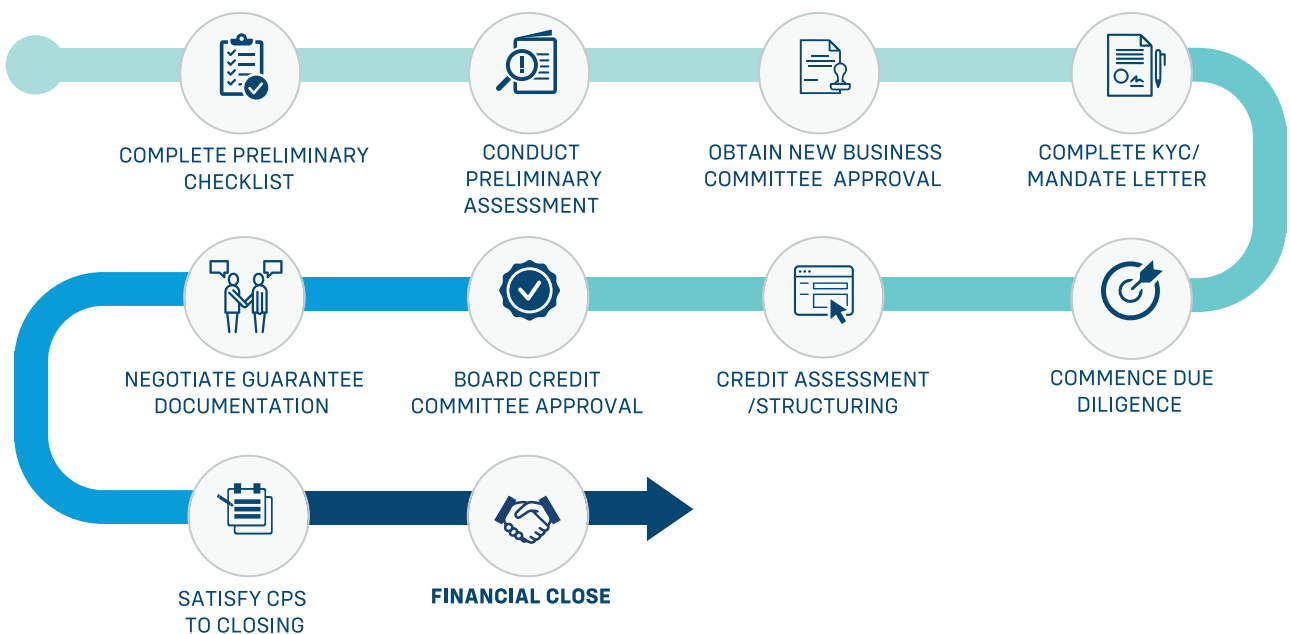 COMPLETE PRELIMINARY
CHECKLIST
CONDUCT
PRELIMINARY
ASSESSMENT
OBTAIN NEW BUSINESS
COMMITTEE APPROVAL
COMPLETE KYC/
MANDATE LETTER
COMMENCE DUE
DILIGENCE
CREDIT ASSESSMENT
/STRUCTURING
BOARD CREDIT
COMMITTEE APPROVAL
NEGOTIATE GUARANTEE
DOCUMENTATION
SATISFY CPS
TO CLOSING
FINANCIAL CLOSE